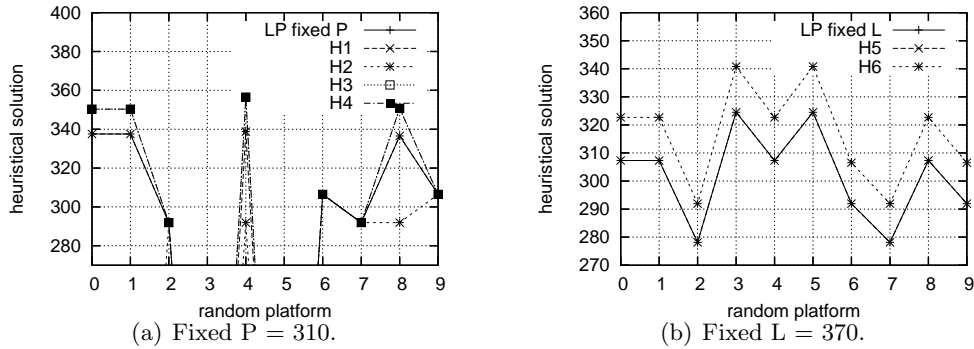 400
380
360
340
320
300
280
heuristical solution
LP fixed P
H1
H2
H3
H4
0 1 2 3 4 5 6 7 8 9
random platform
(a) Fixed P = 310.
360
350
340
330
320
310
300
290
280
270
heuristical solution
LP fixed L
H5
H6
0 1 2 3 4 5 6 7 8 9
random platform
(b) Fixed L = 370.